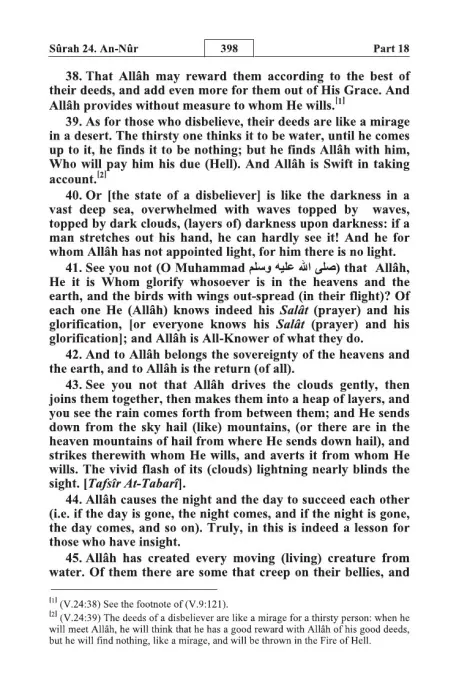 Sûrah 24. An-Nûr 398 Part 18
38. That Allâh may reward them according to the best of
their deeds, and add even more for them out of His Grace. And
Allâh provides without measure to whom He wills.[1]
39. As for those who disbelieve, their deeds are like a mirage
in a desert. The thirsty one thinks it to be water, until he comes
up to it, he finds it to be nothing; but he finds Allâh with him,
Who will pay him his due (Hell). And Allâh is Swift in taking
account.[2]
40. Or [the state of a disbeliever] is like the darkness in a
vast deep sea, overwhelmed with waves topped by waves,
topped by dark clouds, (layers of) darkness upon darkness: if a
man stretches out his hand, he can hardly see it! And he for
whom Allâh has not appointed light, for him there is no light.
41. See you not (O Muhammad صلى الله عليه وسلم) that Allâh,
He it is Whom glorify whosoever is in the heavens and the
earth, and the birds with wings out-spread (in their flight)? Of
each one He (Allâh) knows indeed his Salât (prayer) and his
glorification, [or everyone knows his Salât (prayer) and his
glorification]; and Allâh is All-Knower of what they do.
42. And to Allâh belongs the sovereignty of the heavens and
the earth, and to Allâh is the return (of all).
43. See you not that Allâh drives the clouds gently, then
joins them together, then makes them into a heap of layers, and
you see the rain comes forth from between them; and He sends
down from the sky hail (like) mountains, (or there are in the
heaven mountains of hail from where He sends down hail), and
strikes therewith whom He wills, and averts it from whom He
wills. The vivid flash of its (clouds) lightning nearly blinds the
sight. [Tafsîr At-Tabarî].
44. Allâh causes the night and the day to succeed each other
(i.e. if the day is gone, the night comes, and if the night is gone,
the day comes, and so on). Truly, in this is indeed a lesson for
those who have insight.
45. Allâh has created every moving (living) creature from
water. Of them there are some that creep on their bellies, and
[1] (V.24:38) See the footnote of (V.9:121).
[2] (V.24:39) The deeds of a disbeliever are like a mirage for a thirsty person: when he
will meet Allâh, he will think that he has a good reward with Allâh of his good deeds,
but he will find nothing, like a mirage, and will be thrown in the Fire of Hell.